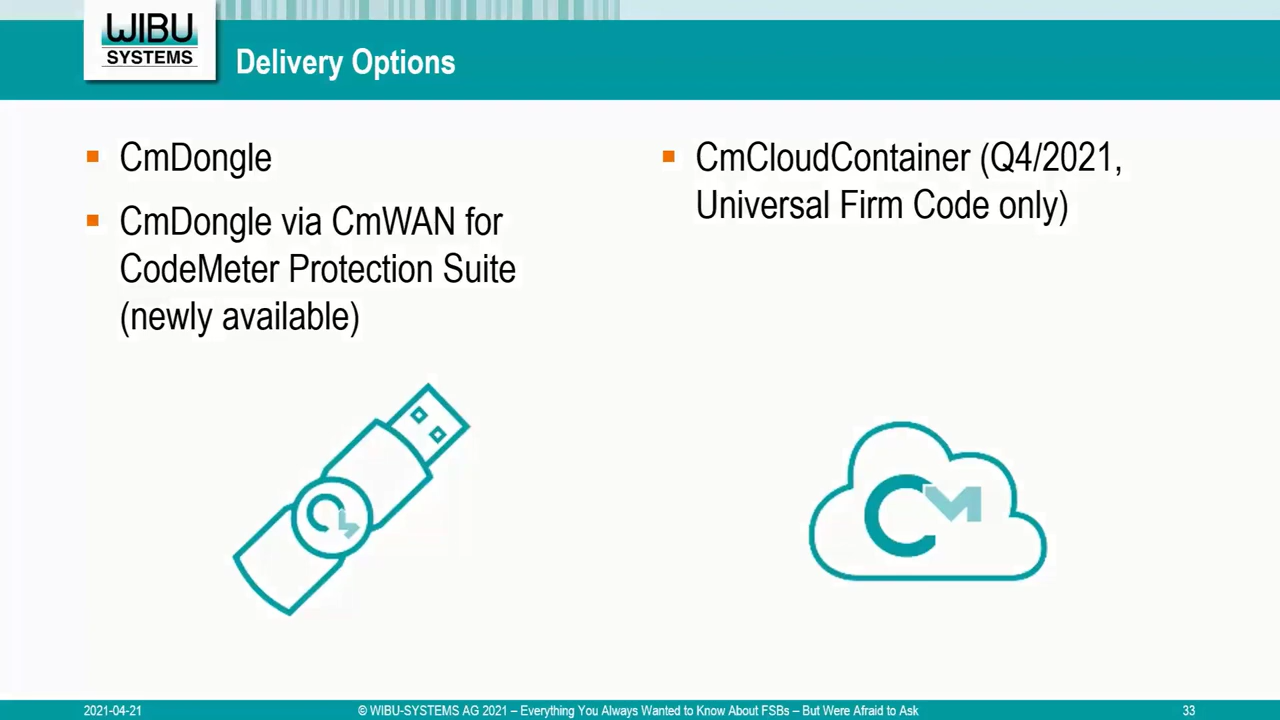 WIBU
SYSTEMS
Delivery Options
CmDongle
CmDongle via CmWAN for
CodeMeter Protection Suite
(newly available)
CmCloudContainer (Q4/2021,
Universal Firm Code only)
CM
CM
2021-04-21
© WIBU-SYSTEMS AG 2021 – Everything You Always Wanted to Know About FSBs – But Were Afraid to Ask
33